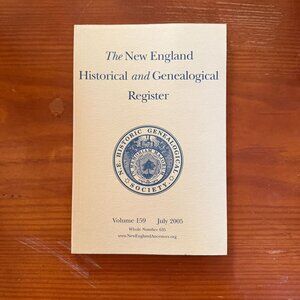 The New England
Historical and Genealogical
Register
N. E. HISTORIC GENEALOGICAL
SOCIETY
Volume 159 July 2005
Whole Number 635
www.NewEnglandAncestors.org